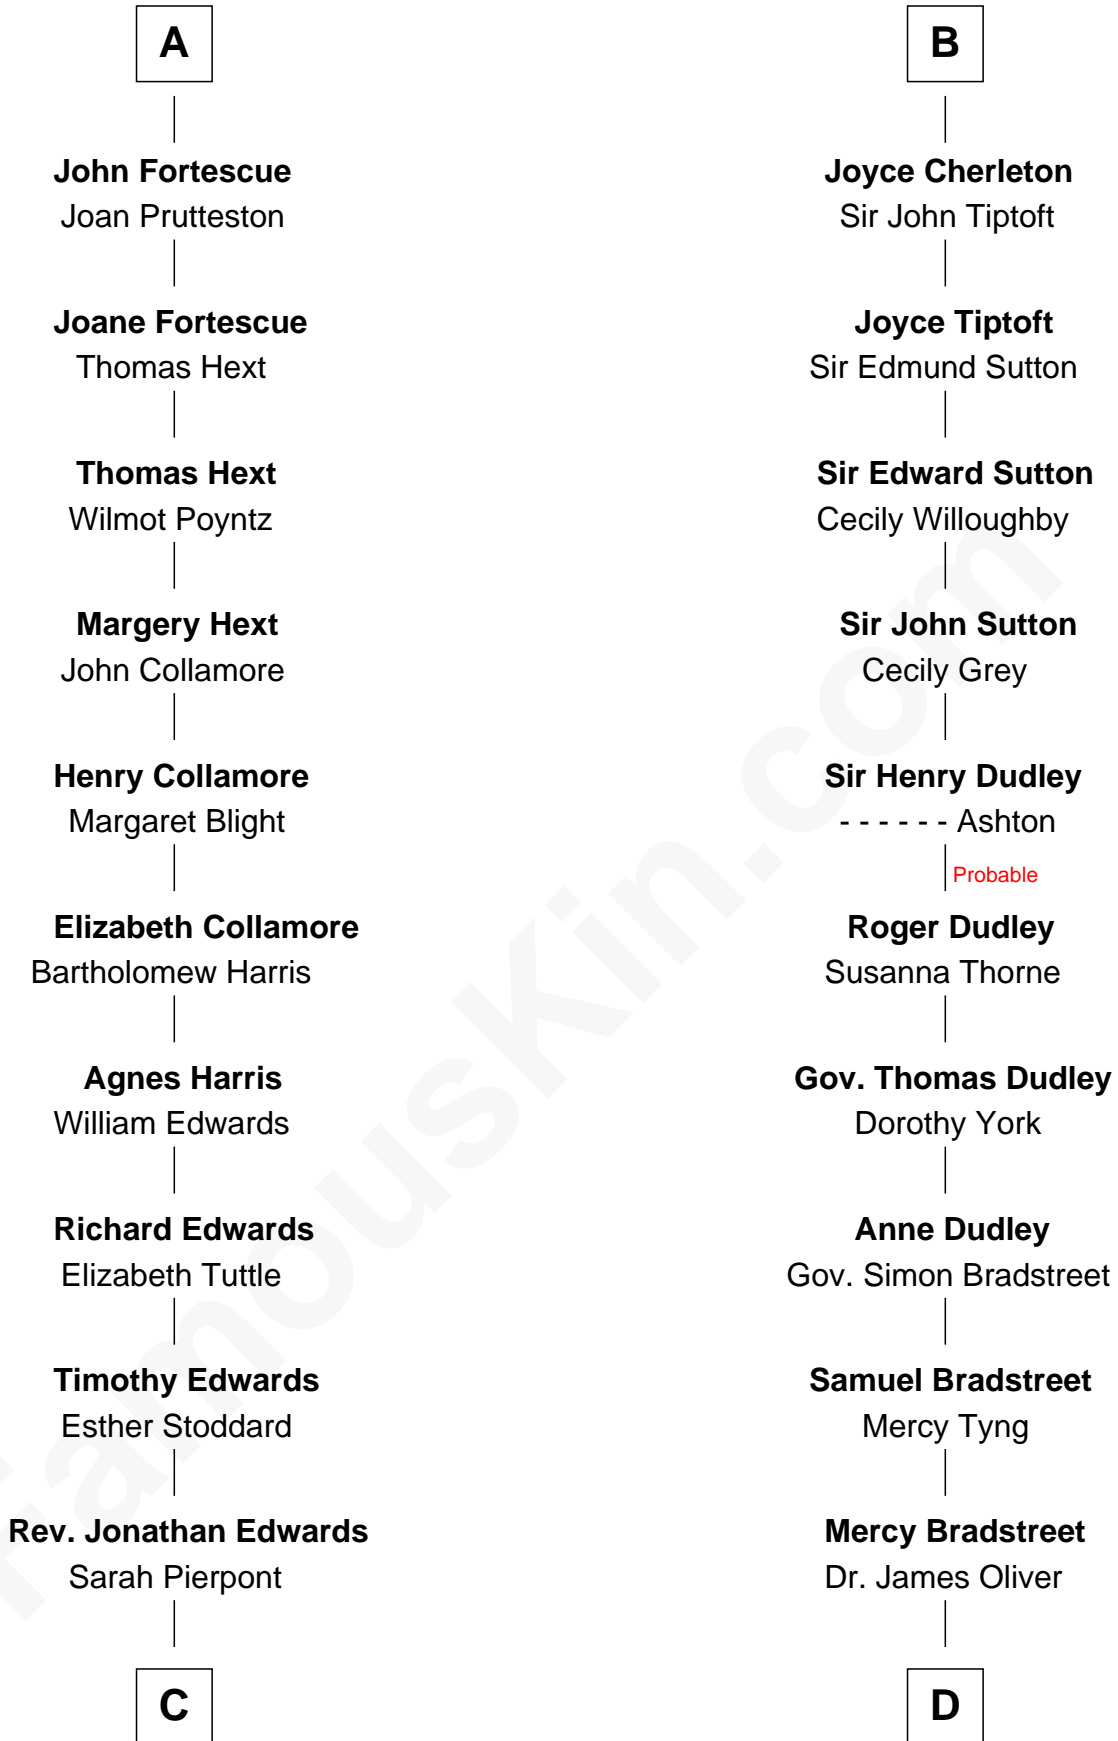 A
John Fortescue
Joan Prutteston
Joane Fortescue
Thomas Hext
Thomas Hext
Wilmot Poyntz
Margery Hext
John Collamore
Henry Collamore
Margaret Blight
Elizabeth Collamore
Bartholomew Harris
Agnes Harris
William Edwards
Richard Edwards
Elizabeth Tuttle
Timothy Edwards
Esther Stoddard
Rev. Jonathan Edwards
Sarah Pierpont
C
B
Joyce Cherleton
Sir John Tiptoft
Joyce Tiptoft
Sir Edmund Sutton
Sir Edward Sutton
Cecily Willoughby
Sir John Sutton
Cecily Grey
Sir Henry Dudley
- - - - - - Ashton
Probable
Roger Dudley
Susanna Thorne
Gov. Thomas Dudley
Dorothy York
Anne Dudley
Gov. Simon Bradstreet
Samuel Bradstreet
Mercy Tyng
Mercy Bradstreet
Dr. James Oliver
D
FamousKin.com